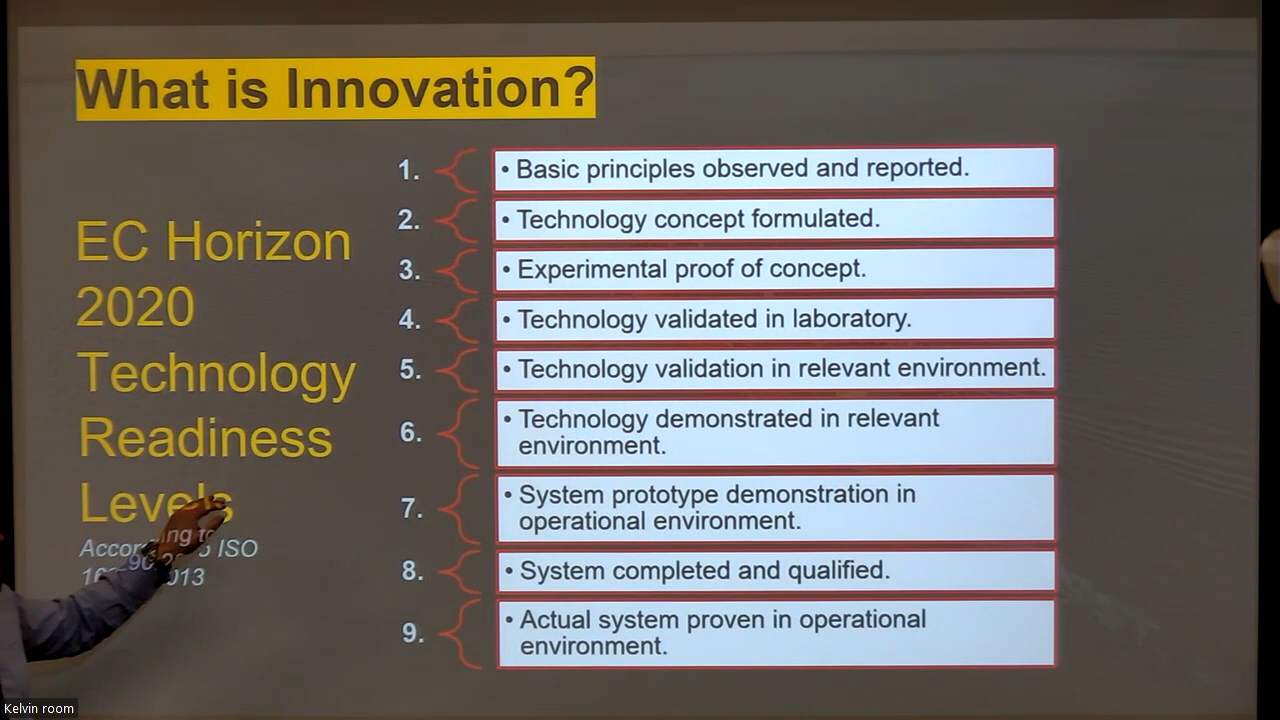 What is Innovation?
EC Horizon
2020
Technology
Readiness
Levels
ISO
1. • Basic principles observed and reported.
2. • Technology concept formulated.
3. • Experimental proof of concept.
4. • Technology validated in laboratory.
5. • Technology validation in relevant environment.
6. • Technology demonstrated in relevant
environment.
7. • System prototype demonstration in
operational environment.
8. • System completed and qualified.
9. • Actual system proven in operational
environment.
Kelvin room